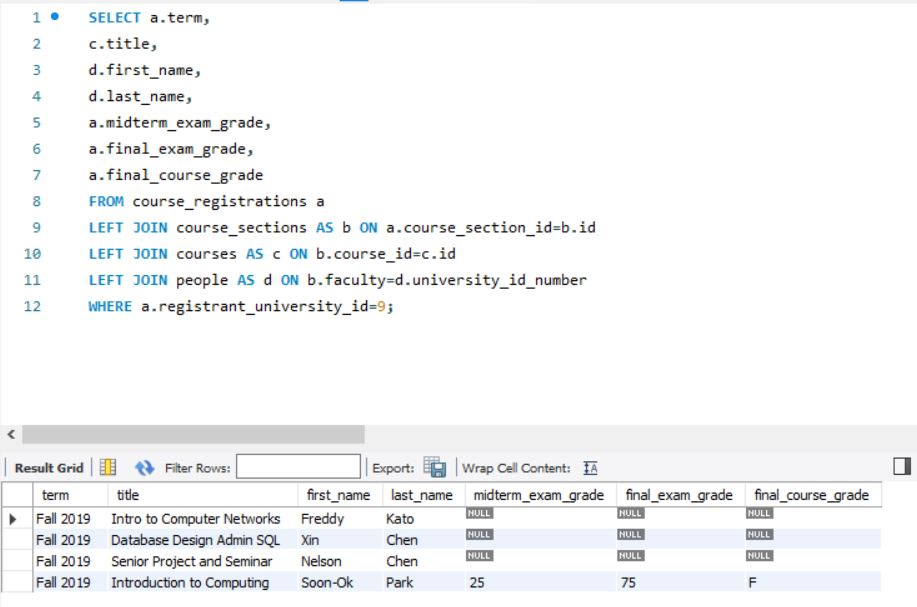 1 SELECT a.term,
2 c.title,
3 d.first_name,
4 d.last_name,
5 a.midterm_exam_grade,
6 a.final_exam_grade,
7 a.final_course_grade
8 FROM course_registrations a
9 LEFT JOIN course_sections AS b ON a.course_section_id=b.id
10 LEFT JOIN courses AS c ON b.course_id=c.id
11 LEFT JOIN people AS d ON b.faculty=d.university_id_number
12 WHERE a.registrant_university_id=9;
Result Grid Filter Rows: Export: Wrap Cell Content: IA
term title first_name last_name midterm_exam_grade final_exam_grade final_course_grade
Fall 2019 Intro to Computer Networks Freddy Kato NULL NULL NULL
Fall 2019 Database Design Admin SQL Xin Chen NULL NULL NULL
Fall 2019 Senior Project and Seminar Nelson Chen NULL NULL NULL
Fall 2019 Introduction to Computing Soon-Ok Park 25 75 F